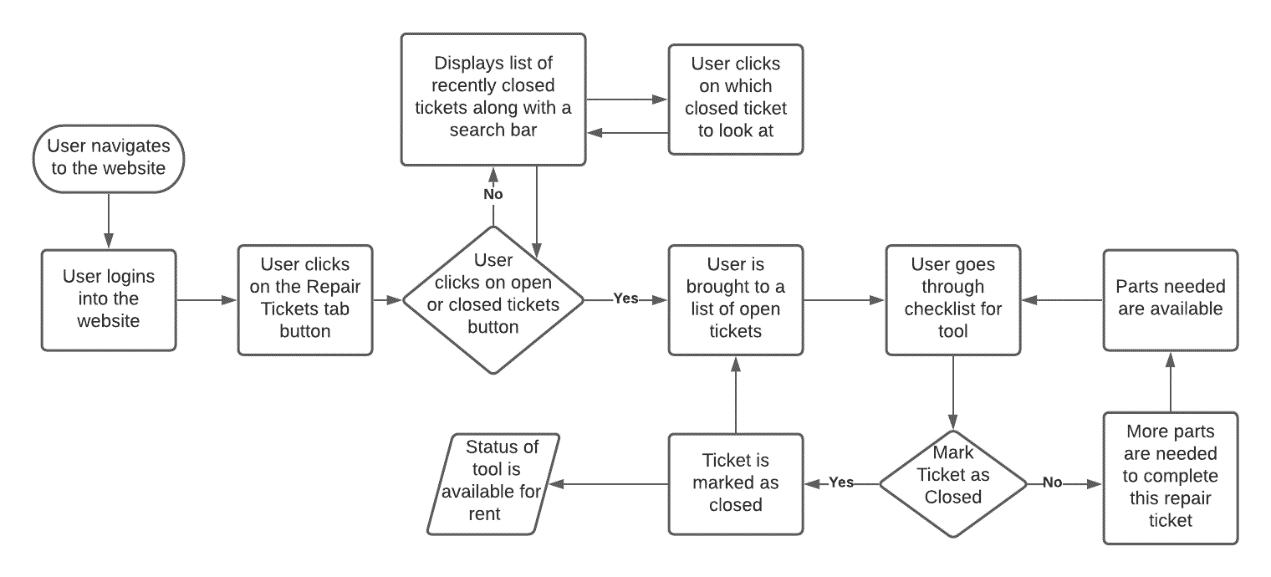 Displays list of
recently closed
tickets along with a
search bar
User clicks
on which
closed ticket
to look at
User navigates
to the website
No
User logins
into the
website
User clicks
on the Repair
Tickets tab
button
User
clicks on open
or closed tickets
button
Yes
User is
brought to a
list of open
tickets
User goes
through
checklist for
tool
Parts needed
are available
Status of
tool is
available for
rent
Ticket is
marked as
closed
Yes
Mark
Ticket as
Closed
No
More parts
are needed
to complete
this repair
ticket